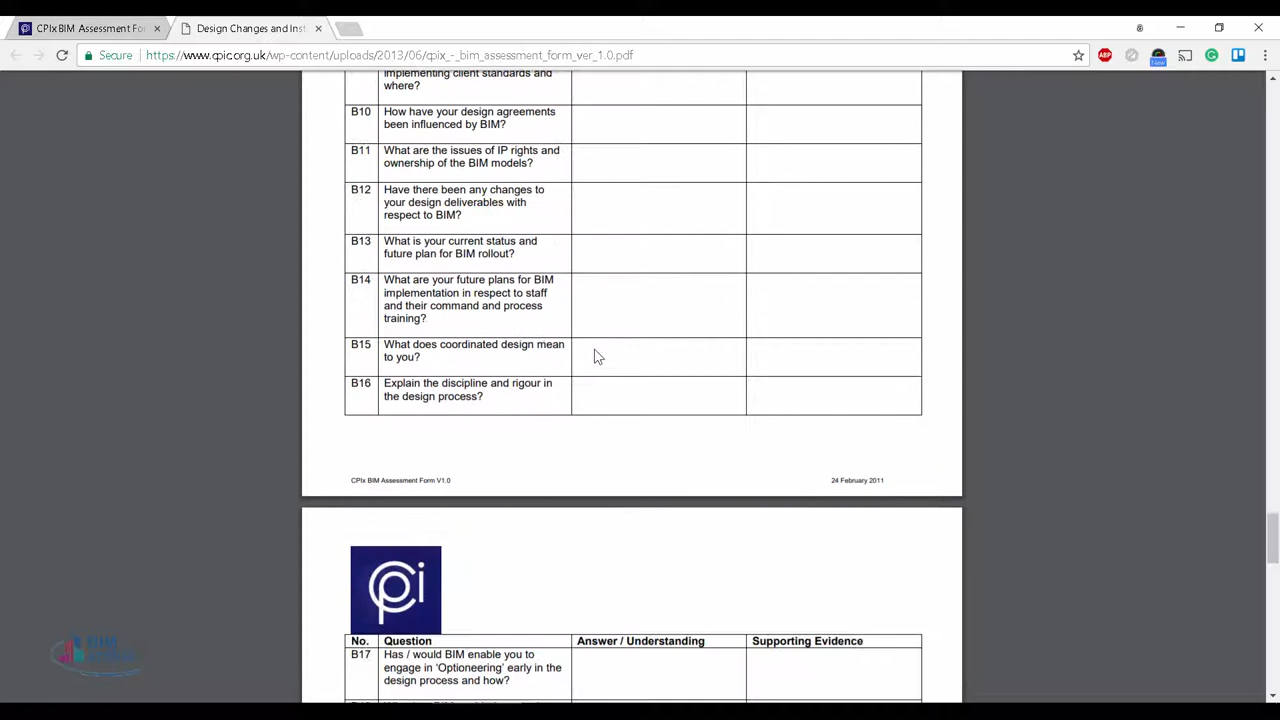 CPIx BIM Assessment For
Design Changes and Inst
Secure
https://www.cpic.org.uk/wp-content/uploads/2013/06/cpix_-_bim_assessment_form_ver_1.0.pdf
ABP
New
implementing client standards and
where?
B10
How have your design agreements
been influenced by BIM?
B11
What are the issues of IP rights and
ownership of the BIM models?
B12
Have there been any changes to
your design deliverables with
respect to BIM?
B13
What is your current status and
future plan for BIM rollout?
B14
What are your future plans for BIM
implementation in respect to staff
and their command and process
training?
B15
What does coordinated design mean
to you?
B16
Explain the discipline and rigour in
the design process?
CPIx BIM Assessment Form V1.0
24 February 2011
cpi
No.
Question
Answer / Understanding
Supporting Evidence
B17
Has / would BIM enable you to
engage in 'Optioneering' early in the
design process and how?